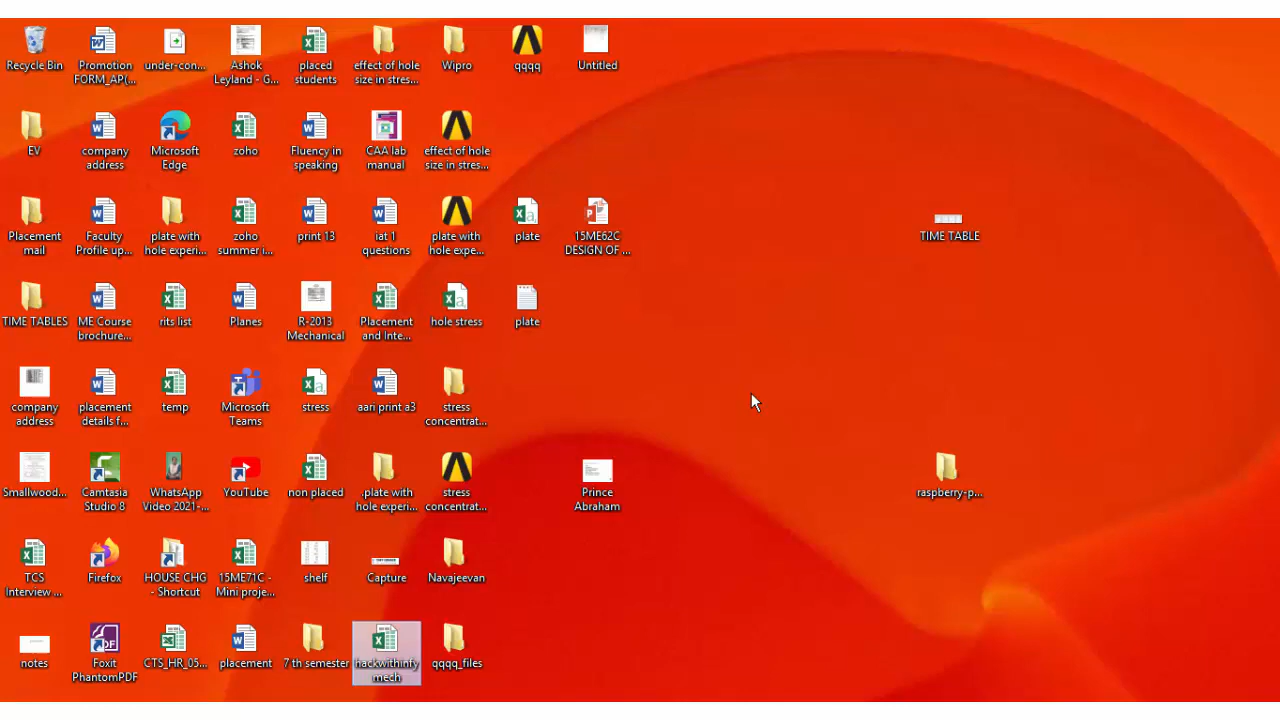 Recycle Bin
Promotion
FORM_AP(...
under-con...
Ashok
Leyland - G...
placed
students
effect of hole
size in stres...
Wipro
qqqq
Untitled
EV
company
address
Microsoft
Edge
zoho
Fluency in
speaking
CAA lab
manual
effect of hole
size in stres...
Placement
mail
Faculty
Profile up...
plate with
hole experi...
zoho
summer i...
print 13
iat 1
questions
plate with
hole expe...
plate
15ME62C
DESIGN OF ...
TIME TABLE
TIME TABLES
ME Course
brochure...
rits list
Planes
R-2013
Mechanical
Placement
and Inte...
hole stress
plate
company
address
placement
details f...
temp
Microsoft
Teams
stress
aari print a3
stress
concentrat...
Smallwood...
Camtasia
Studio 8
WhatsApp
Video 2021-...
YouTube
non placed
.plate with
hole experi...
stress
concentrat...
Prince
Abraham
raspberry-p...
TCS
Interview ...
Firefox
HOUSE CHG
- Shortcut
15ME71C -
Mini proje...
shelf
Capture
Navajeevan
notes
Foxit
PhantomPDF
CTS_HR_05...
placement
7 th semester
hackwithinfy
mech
qqqq_files